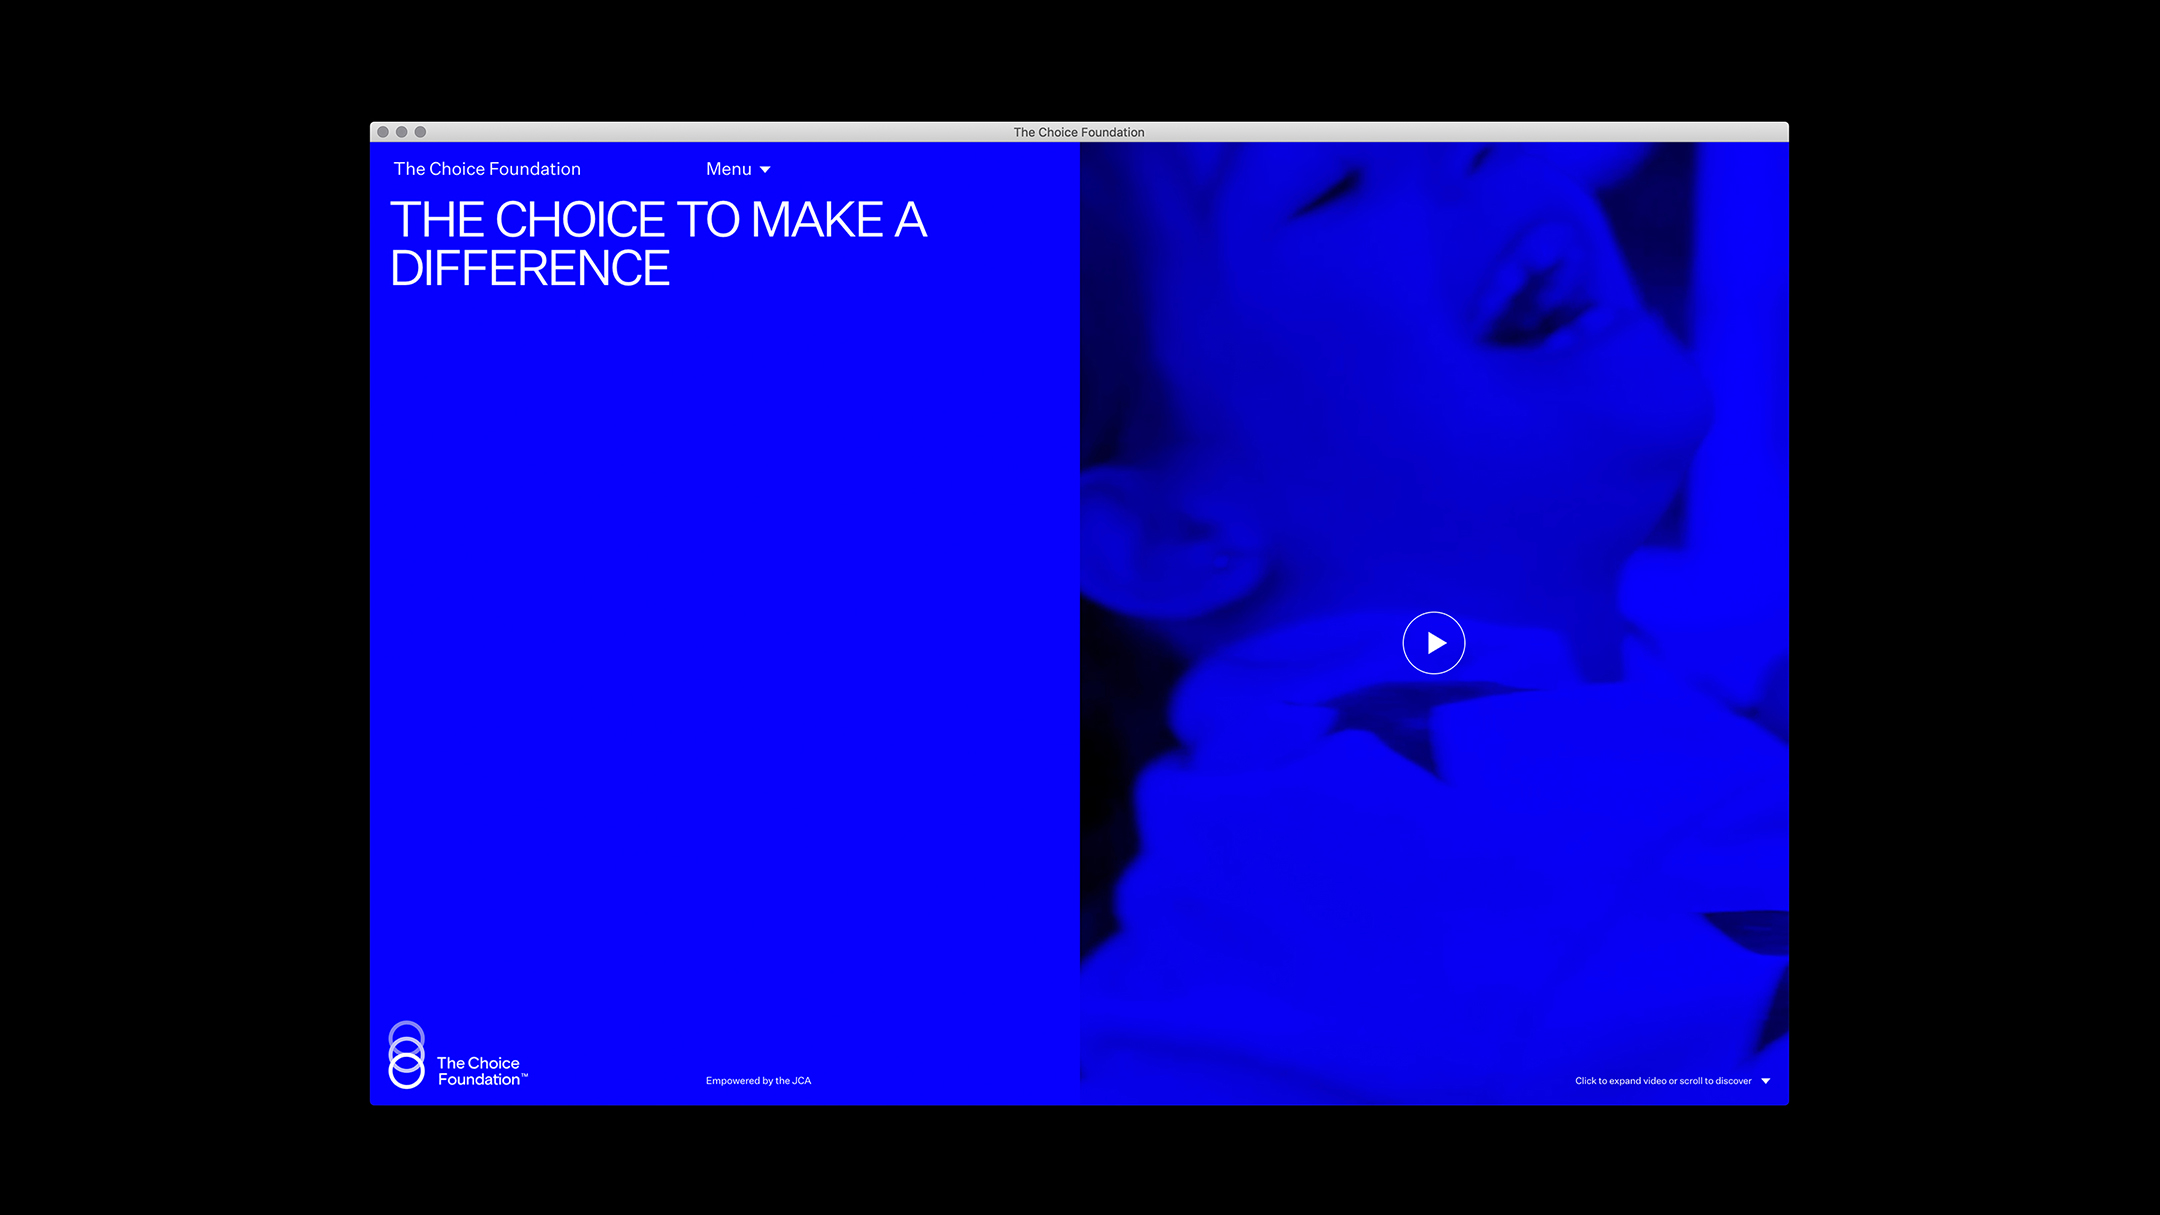 The Choice Foundation
The Choice Foundation
Menu
THE CHOICE TO MAKE A
DIFFERENCE
The Choice
Foundation™
Empowered by the JCA
Click to expand video or scroll to discover